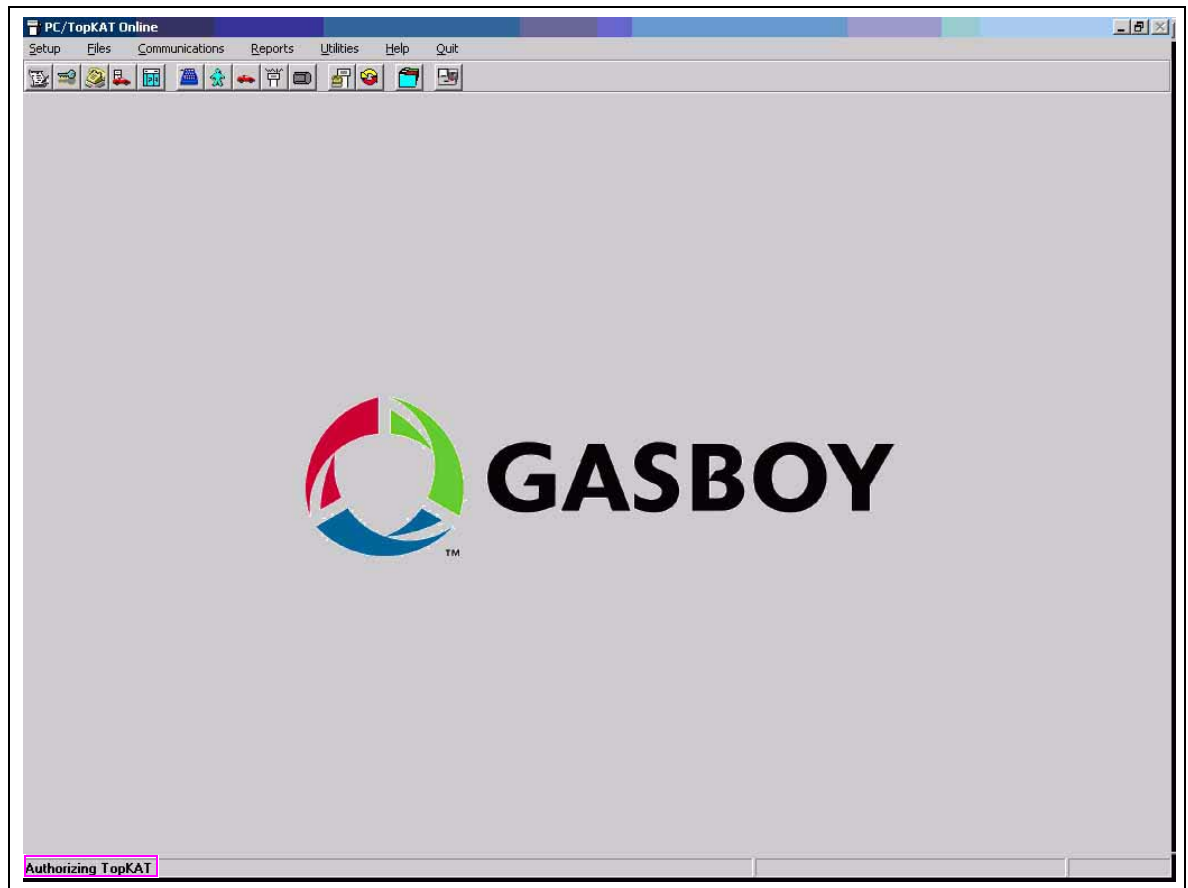 PC/TopKAT Online
Setup Files Communications Reports Utilities Help Quit
GASBOY
TM
Authorizing TopKAT